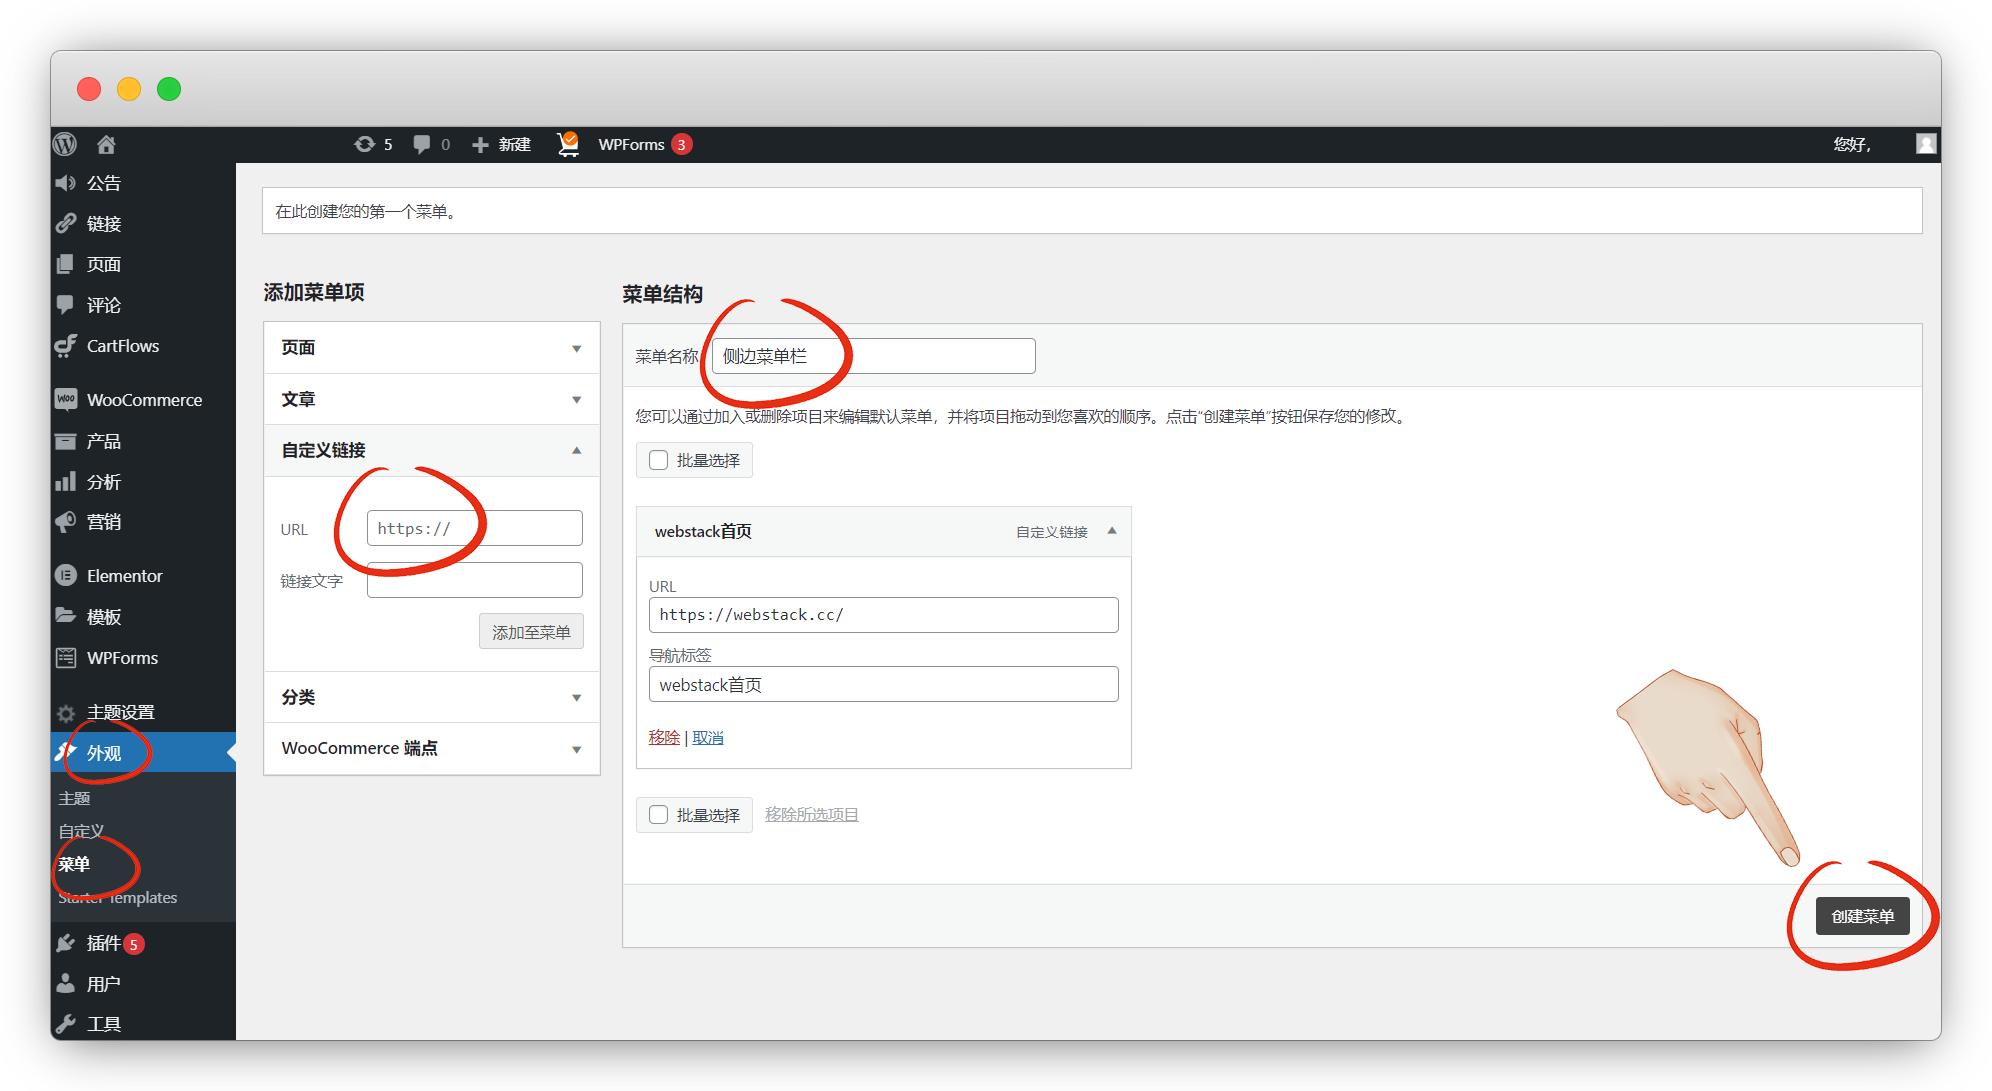 5
0
新建
WPForms 3
您好,
公告
链接
页面
评论
CartFlows
WooCommerce
产品
分析
营销
Elementor
模板
WPForms
主题设置
外观
主题
自定义
菜单
Starter Templates
插件 5
用户
工具
在此创建您的第一个菜单。
添加菜单项
页面
文章
自定义链接
URL https://
链接文字
添加至菜单
分类
WooCommerce 端点
菜单结构
菜单名称 侧边菜单栏
您可以通过加入或删除项目来编辑默认菜单，并将项目拖动到您喜欢的顺序。点击“创建菜单”按钮保存您的修改。
批量选择
webstack首页 自定义链接
URL
https://webstack.cc/
导航标签
webstack首页
移除 | 取消
批量选择 移除所选项目
创建菜单